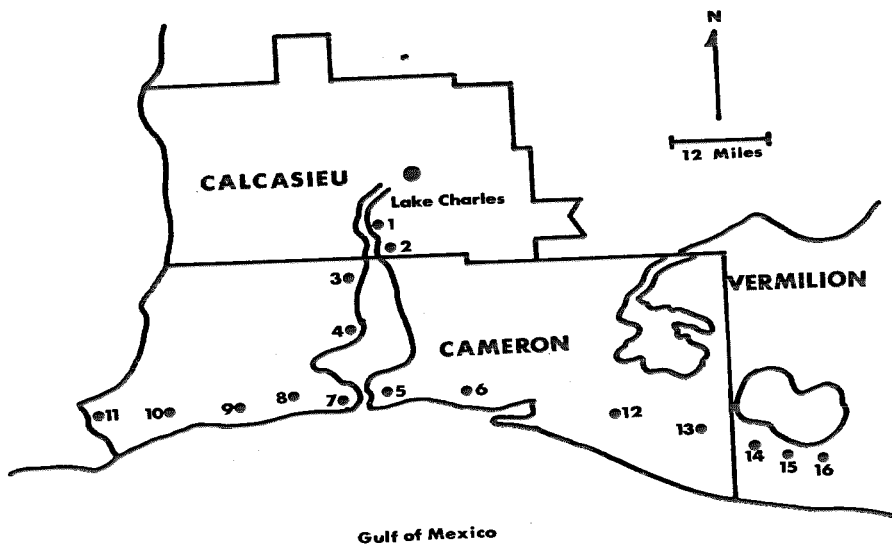 N
12 Miles
CALCASIEU
Lake Charles
1
2
3
VERMILION
4
CAMERON
5
6
7
8
9
10
11
12
13
14
15
16
Gulf of Mexico